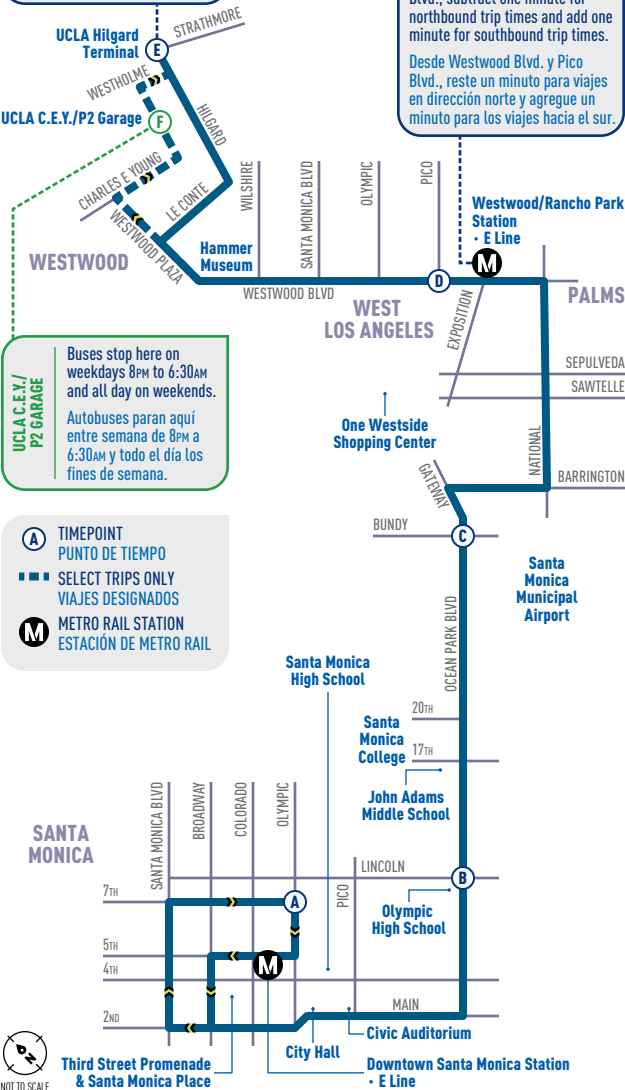 Blvd., subtract one minute for
northbound trip times and add one
minute for southbound trip times.
Desde Westwood Blvd. y Pico
Blvd., reste un minuto para viajes
en dirección norte y agregue un
minuto para los viajes hacia el sur.
UCLA Hilgard
Terminal
E
STRATHMORE
WESTHOLME
UCLA C.E.Y./P2 Garage
F
HILGARD
CHARLES E YOUNG
LE CONTE
WESTWOOD PLAZA
WESTWOOD
Hammer
Museum
WILSHIRE
SANTA MONICA BLVD
OLYMPIC
PICO
Westwood/Rancho Park
Station
• E Line
M
D
WESTWOOD BLVD
WEST
LOS ANGELES
EXPOSITION
PALMS
UCLA C.E.Y./
P2 GARAGE
Buses stop here on
weekdays 8PM to 6:30AM
and all day on weekends.
Autobuses paran aquí
entre semana de 8PM a
6:30AM y todo el día los
fines de semana.
SEPULVEDA
SAWTELLE
One Westside
Shopping Center
NATIONAL
GATEWAY
BARRINGTON
BUNDY
C
A TIMEPOINT
PUNTO DE TIEMPO
SELECT TRIPS ONLY
VIAJES DESIGNADOS
M METRO RAIL STATION
ESTACIÓN DE METRO RAIL
Santa
Monica
Municipal
Airport
OCEAN PARK BLVD
Santa Monica
High School
20TH
Santa
Monica
College
17TH
John Adams
Middle School
SANTA
MONICA
SANTA MONICA BLVD
BROADWAY
COLORADO
OLYMPIC
PICO
LINCOLN
B
7TH
A
Olympic
High School
5TH
M
4TH
2ND
MAIN
Civic Auditorium
City Hall
Third Street Promenade
& Santa Monica Place
Downtown Santa Monica Station
• E Line
N
NOT TO SCALE